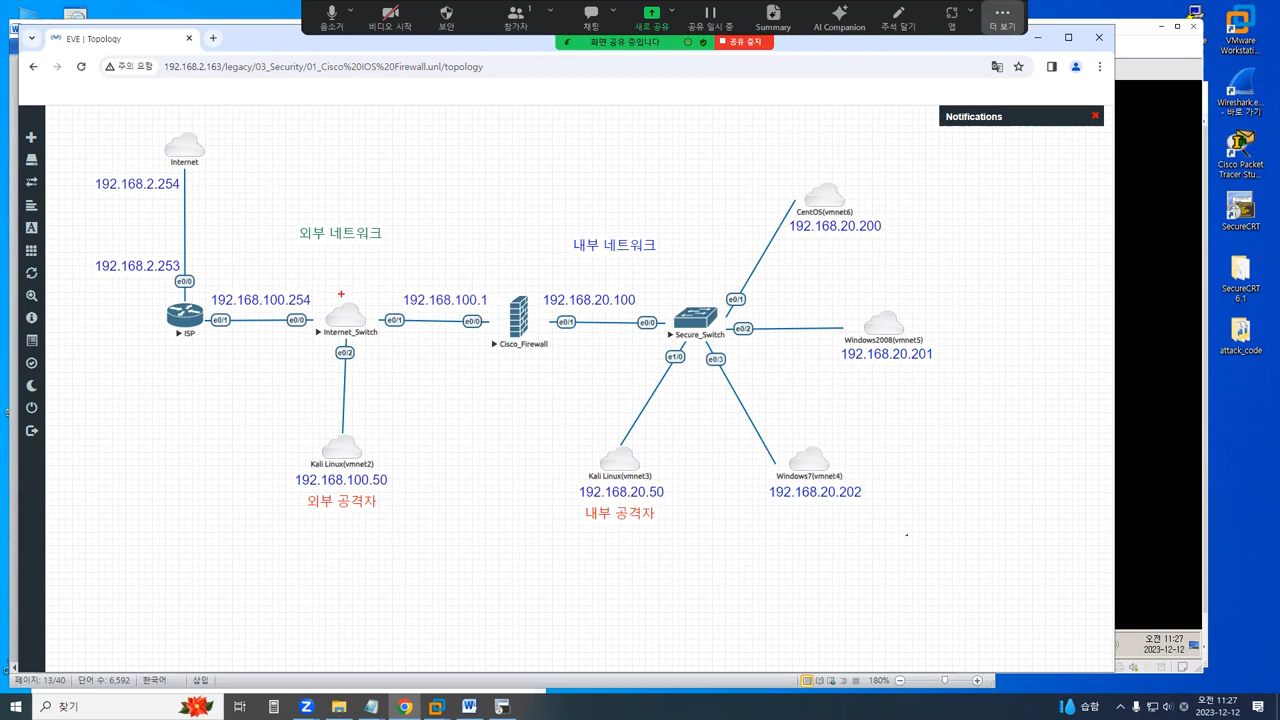 음소거
비디오 시작
보안
참가자
1
채팅
새로 공유
공유 일시 중
Summary
AI Companion
주석 달기
앱
더 보기
화면 공유 중입니다
공유 중지
EVE | Topology
주의 요함
192.168.2.163/legacy/03_Security/01_Cisco%20IOS%20Firewall.unl/topology
Notifications
Internet
192.168.2.254
외부 네트워크
내부 네트워크
CentOS(vmnet6)
192.168.20.200
192.168.2.253
e0/0
192.168.100.254
192.168.100.1
192.168.20.100
e0/1
e0/1
e0/0
e0/1
e0/0
e0/1
e0/0
e0/2
ISP
Internet_Switch
Cisco_Firewall
Secure_Switch
Windows2008(vmnet5)
192.168.20.201
e0/2
e1/0
e0/3
Kali Linux(vmnet2)
192.168.100.50
외부 공격자
Kali Linux(vmnet3)
192.168.20.50
내부 공격자
Windows7(vmnet4)
192.168.20.202
VMware
Workstati...
Wireshark.e...
- 바로 가기
Cisco Packet
Tracer Stu...
SecureCRT
SecureCRT
6.1
attack_code
오전 11:27
2023-12-12
페이지: 13/40
단어 수: 6,592
한국어
삽입
180%
찾기
습함
오전 11:27
2023-12-12